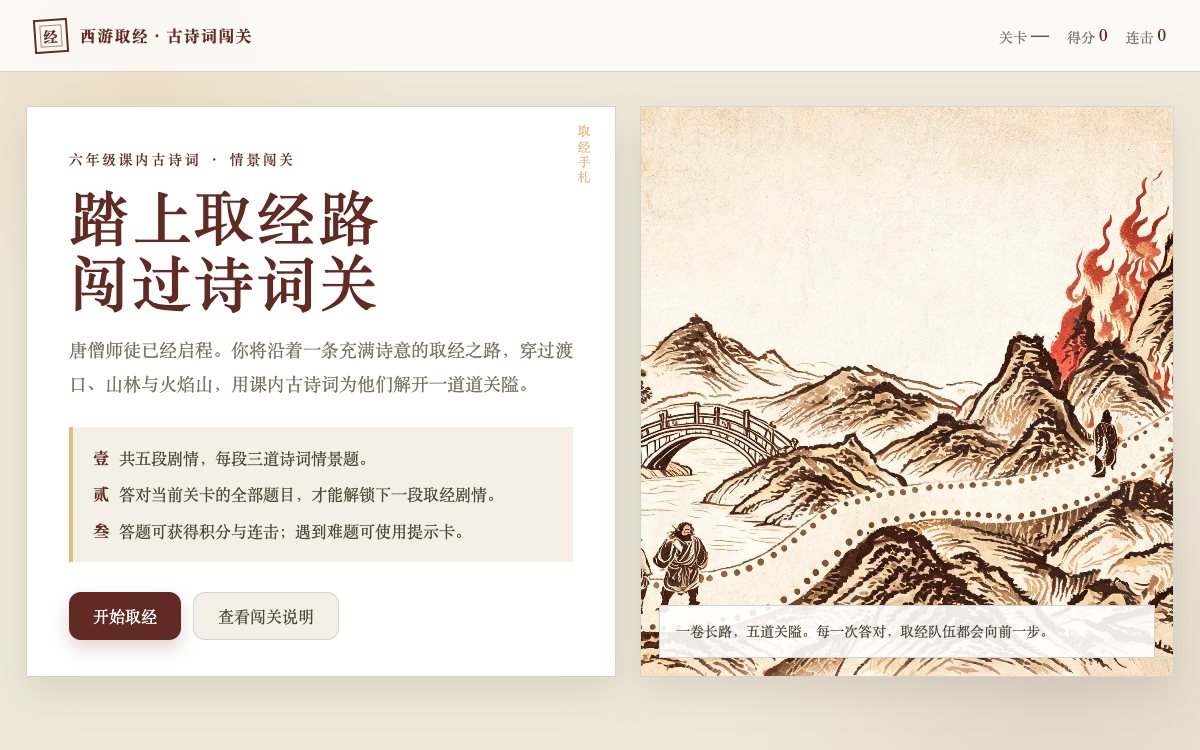 经
西游取经 · 古诗词闯关
关卡 — 得分 0 连击 0
取经手札
六年级课内古诗词 · 情景闯关
踏上取经路
闯过诗词关
唐僧师徒已经启程。你将沿着一条充满诗意的取经之路，穿过渡
口、山林与火焰山，用课内古诗词为他们解开一道道关隘。
壹 共五段剧情，每段三道诗词情景题。
贰 答对当前关卡的全部题目，才能解锁下一段取经剧情。
叁 答题可获得积分与连击；遇到难题可使用提示卡。
开始取经 查看闯关说明
一卷长路，五道关隘。每一次答对，取经队伍都会向前一步。